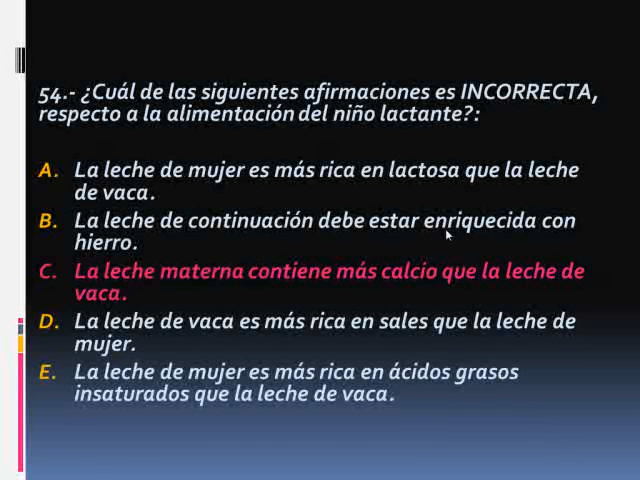 54.- ¿Cuál de las siguientes afirmaciones es INCORRECTA,
respecto a la alimentación del niño lactante?:
A. La leche de mujer es más rica en lactosa que la leche
de vaca.
B. La leche de continuación debe estar enriquecida con
hierro.
C. La leche materna contiene más calcio que la leche de
vaca.
D. La leche de vaca es más rica en sales que la leche de
mujer.
E. La leche de mujer es más rica en ácidos grasos
insaturados que la leche de vaca.